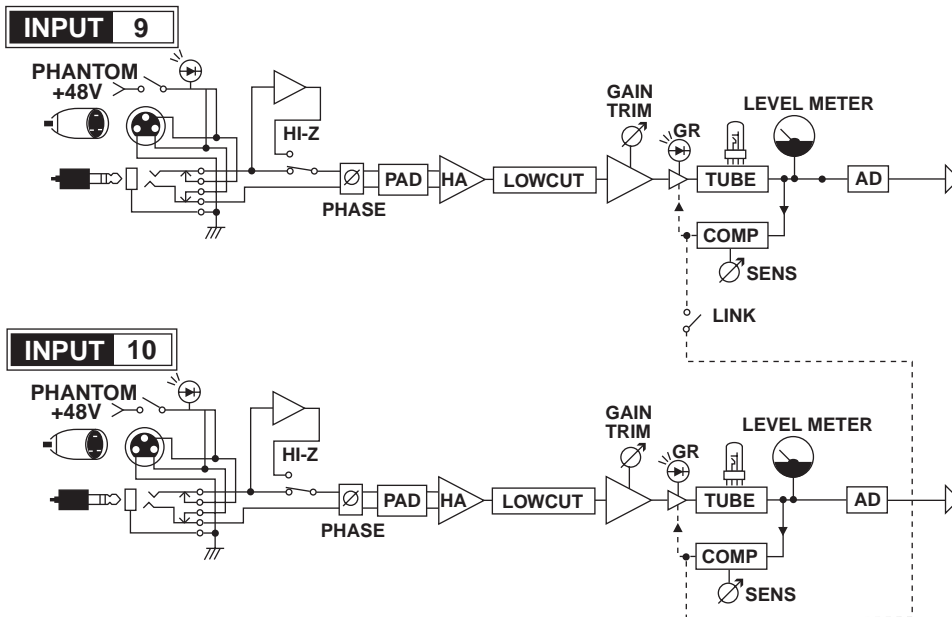 INPUT 9
PHANTOM
+48V
HI-Z
PHASE
PAD
HA
LOWCUT
GAIN
TRIM
GR
TUBE
LEVEL METER
AD
COMP
SENS
LINK
INPUT 10
PHANTOM
+48V
HI-Z
PHASE
PAD
HA
LOWCUT
GAIN
TRIM
GR
TUBE
LEVEL METER
AD
COMP
SENS